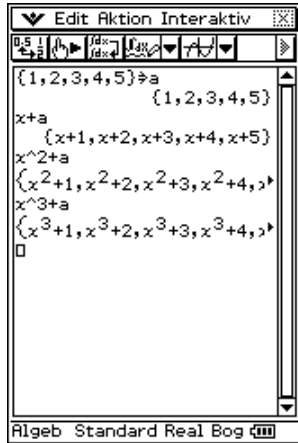 Edit Aktion Interaktiv
{1,2,3,4,5}⇒a
{1,2,3,4,5}
x+a
{x+1,x+2,x+3,x+4,x+5}
x^2+a
{x²+1,x²+2,x²+3,x²+4,
x^3+a
{x³+1,x³+2,x³+3,x³+4,
Algeb Standard Real Bog